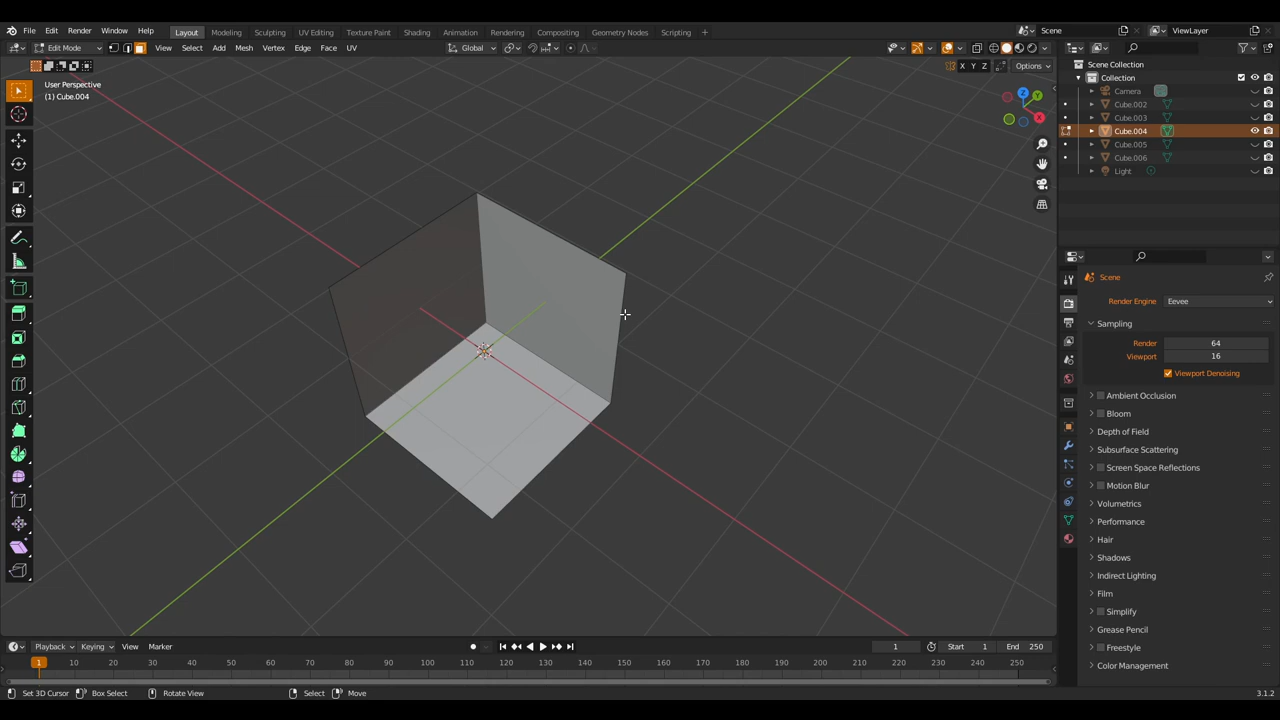 File Edit Render Window Help Layout Modeling Sculpting UV Editing Texture Paint Shading Animation Rendering Compositing Geometry Nodes Scripting + Scene ViewLayer
Edit Mode View Select Add Mesh Vertex Edge Face UV Global
X Y Z Options
User Perspective
(1) Cube.004
Z Y X
Scene Collection
Collection
Camera
Cube.002
Cube.003
Cube.004
Cube.005
Cube.006
Light
Scene
Render Engine Eevee
Sampling
Render 64
Viewport 16
Viewport Denoising
Ambient Occlusion
Bloom
Depth of Field
Subsurface Scattering
Screen Space Reflections
Motion Blur
Volumetrics
Performance
Hair
Shadows
Indirect Lighting
Film
Simplify
Grease Pencil
Freestyle
Color Management
Playback Keying View Marker 1 Start 1 End 250
1 10 20 30 40 50 60 70 80 90 100 110 120 130 140 150 160 170 180 190 200 210 220 230 240 250
Set 3D Cursor Box Select Rotate View Select Move 3.1.2